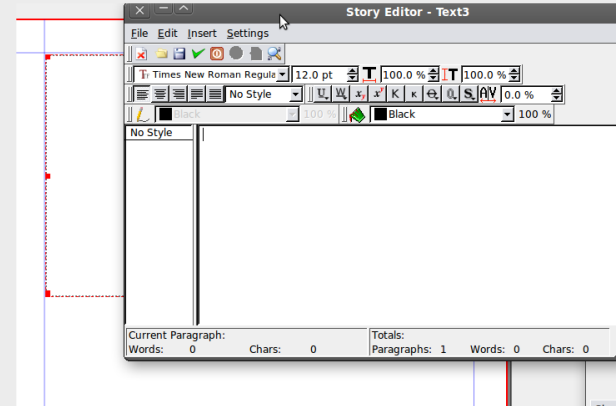 Story Editor - Text3
File Edit Insert Settings
Times New Roman Regula 12.0 pt 100.0 % 100.0 %
No Style U W x, x K K 0.0 %
Black 100 % Black 100 %
No Style
Current Paragraph: Totals:
Words: 0 Chars: 0 Paragraphs: 1 Words: 0 Chars: 0